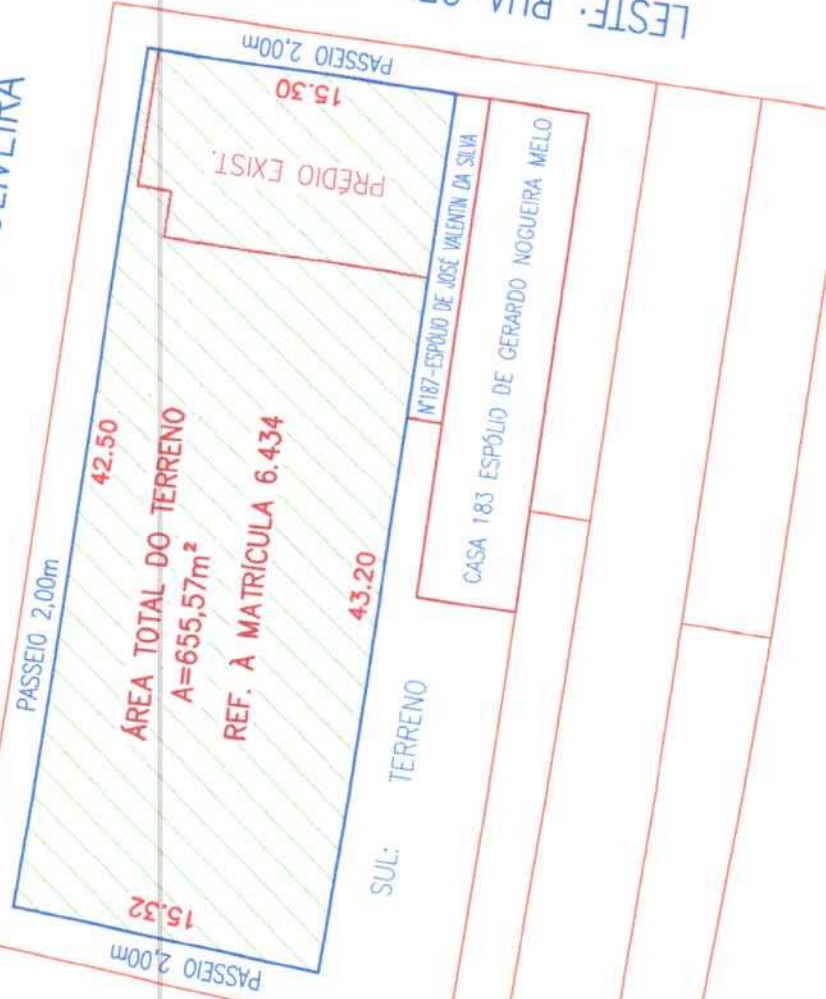 LESTE: RUA
PASSEIO 2,00m
15.30
PRÉDIO EXIST.
Nº187-ESPÓLIO DE JOSÉ VALENTIN DA SILVA
CASA 183 ESPÓLIO DE GERARDO NOGUEIRA MELO
42.50
PASSEIO 2,00m
ÁREA TOTAL DO TERRENO
A=655,57m²
REF. À MATRÍCULA 6.434
43.20
SUL: TERRENO
15.32
PASSEIO 2,00m